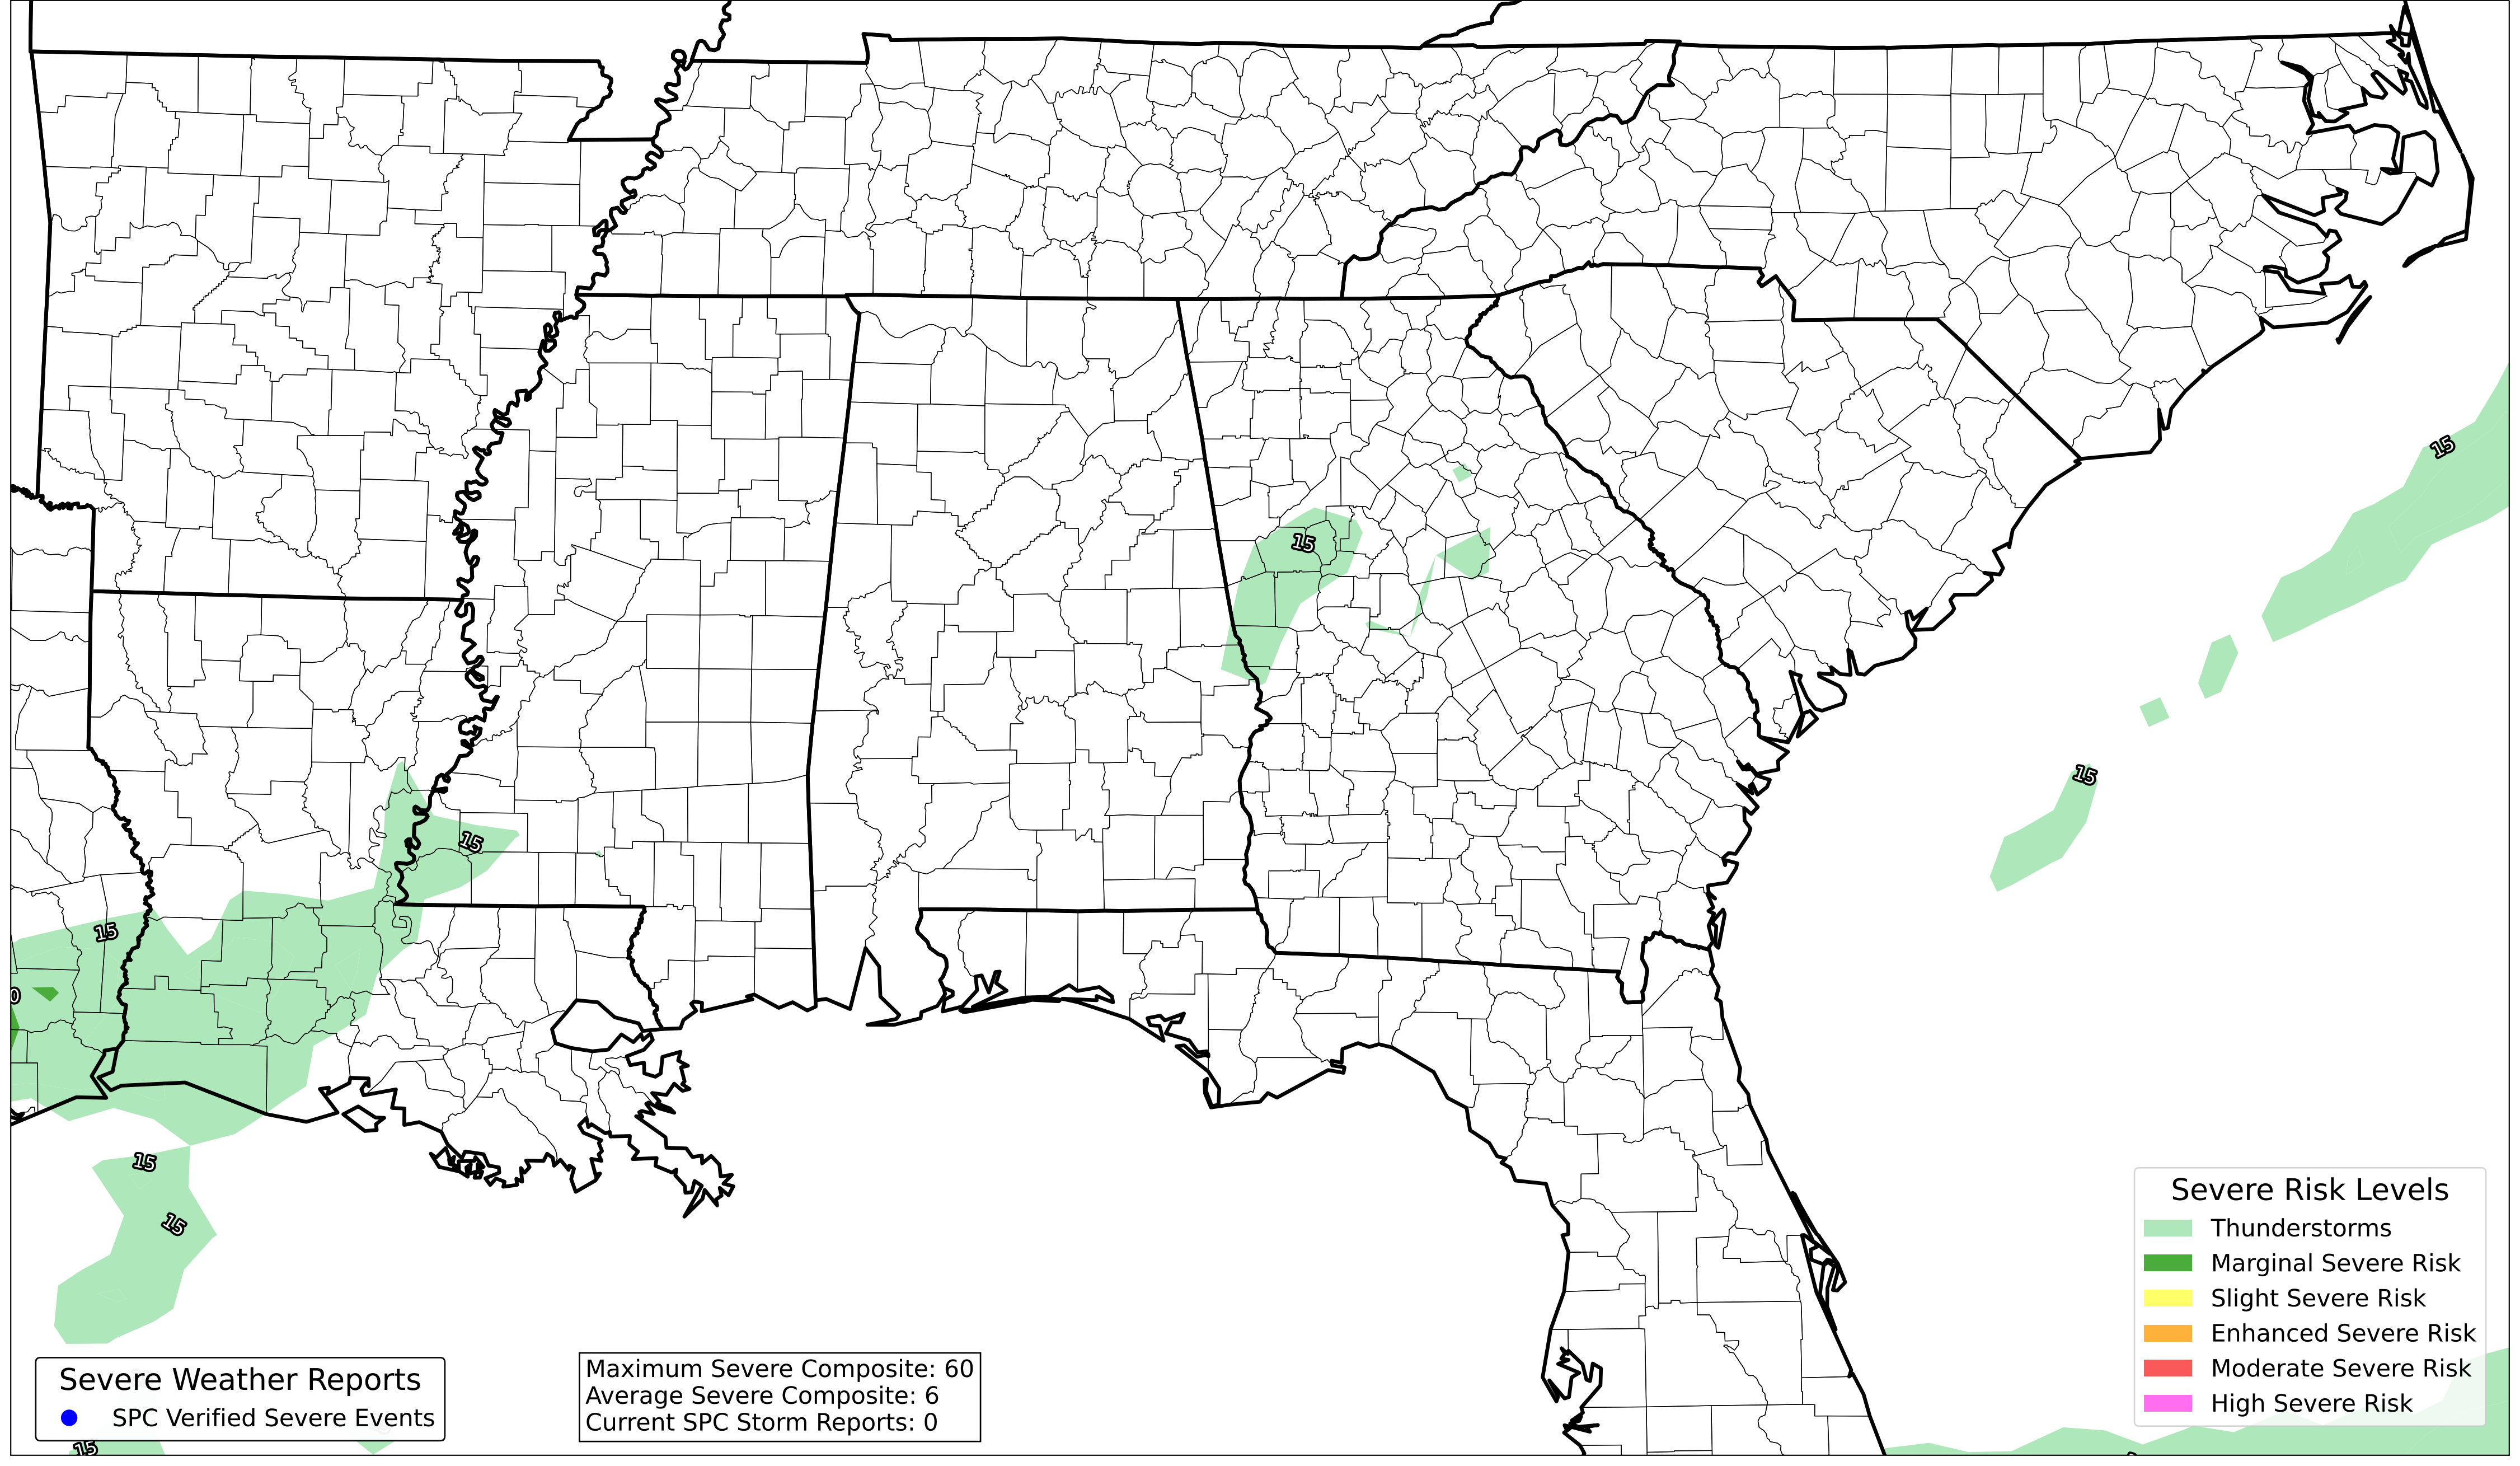 15
15
15
15
15
0
15
15
15
Severe Risk Levels
Thunderstorms
Marginal Severe Risk
Slight Severe Risk
Enhanced Severe Risk
Moderate Severe Risk
High Severe Risk
Severe Weather Reports
SPC Verified Severe Events
Maximum Severe Composite: 60
Average Severe Composite: 6
Current SPC Storm Reports: 0